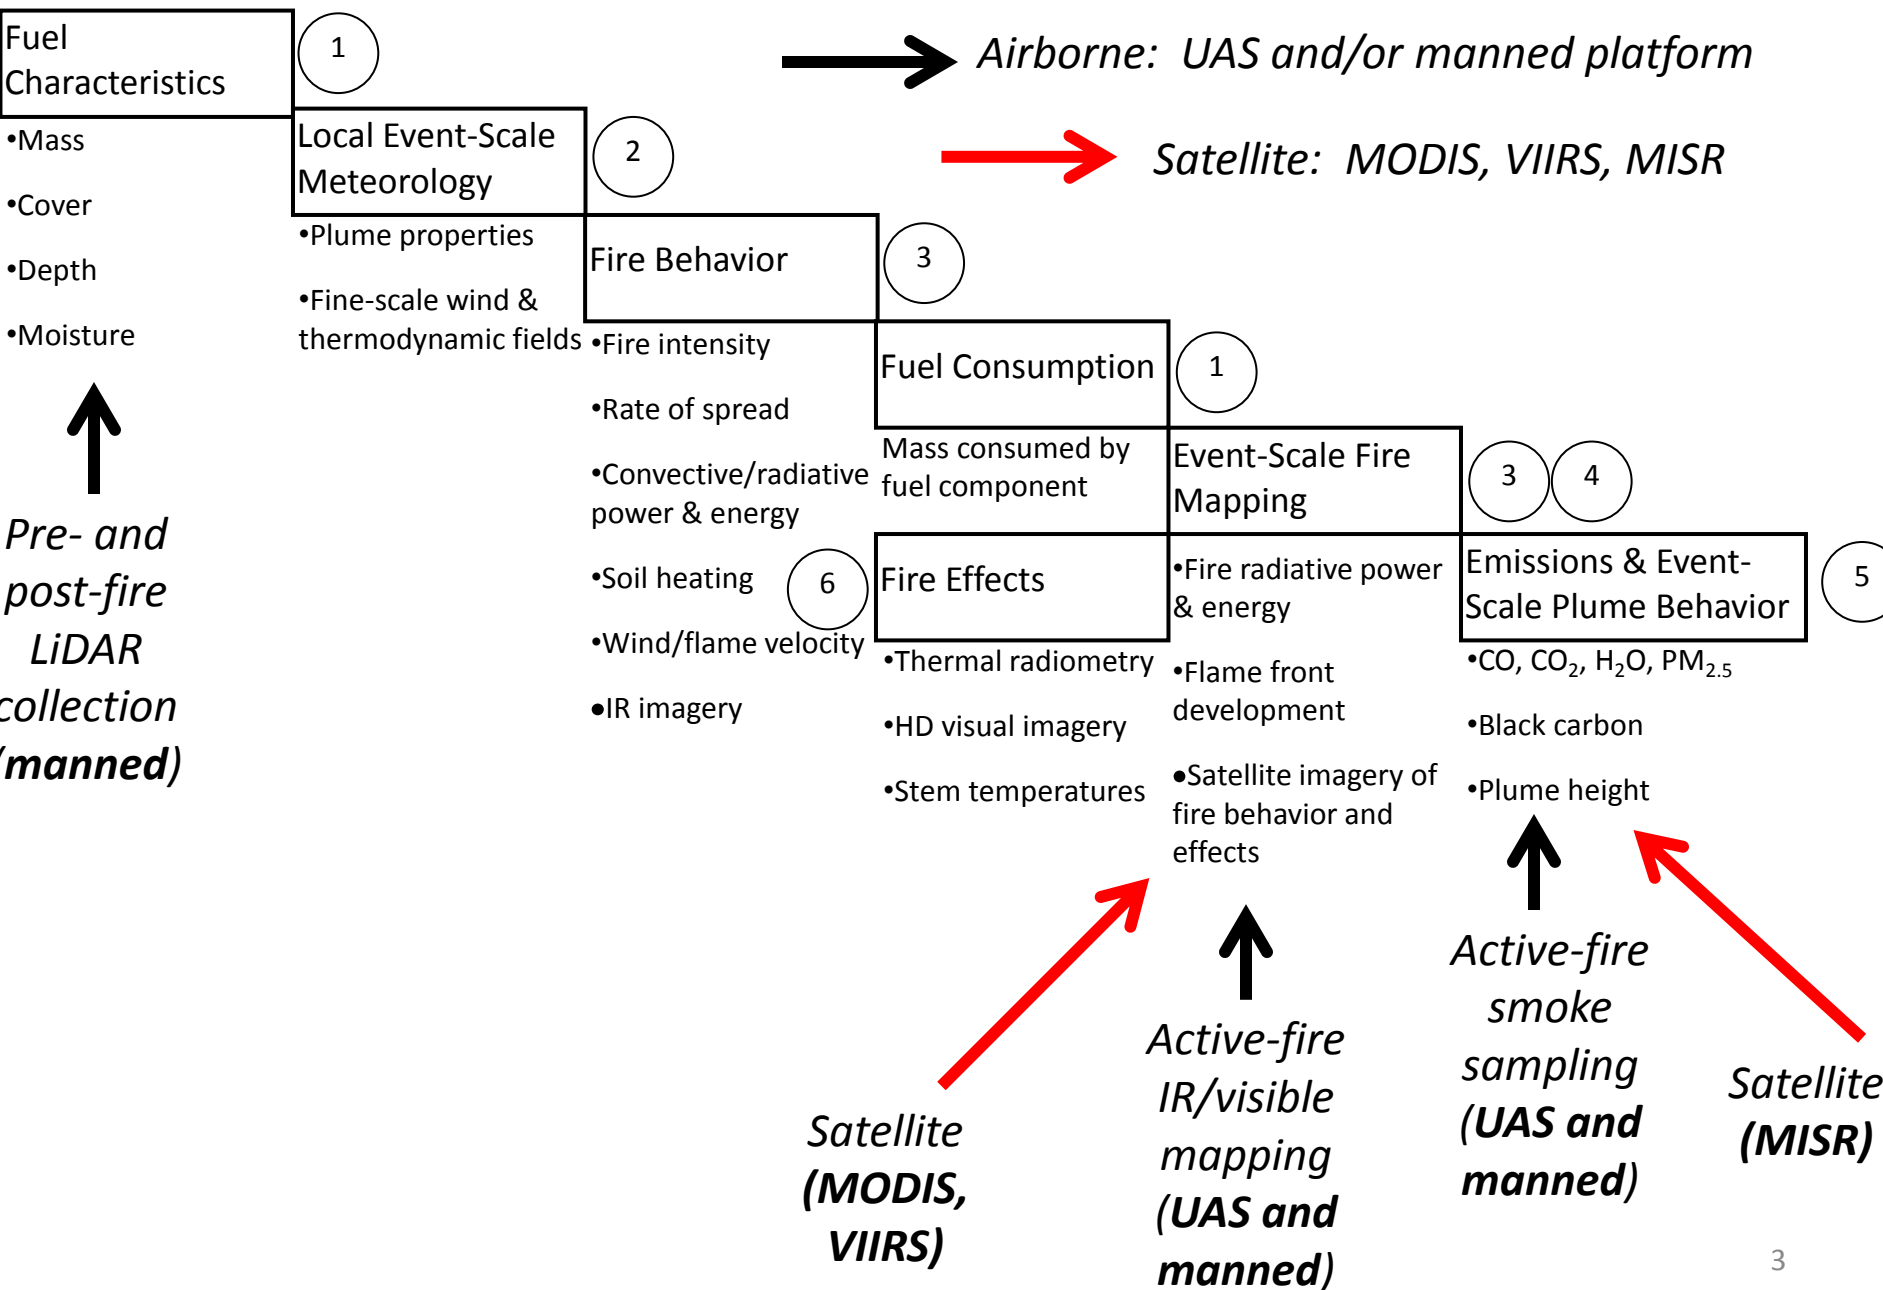 Fuel
Characteristics
1
•Mass
•Cover
•Depth
•Moisture
Pre- and
post-fire
LiDAR
collection
(manned)
Airborne: UAS and/or manned platform
Satellite: MODIS, VIIRS, MISR
Local Event-Scale
Meteorology
2
•Plume properties
•Fine-scale wind &
thermodynamic fields
Fire Behavior
3
•Fire intensity
•Rate of spread
•Convective/radiative
power & energy
•Soil heating
•Wind/flame velocity
•IR imagery
Fuel Consumption
1
Mass consumed by
fuel component
Fire Effects
6
•Thermal radiometry
•HD visual imagery
•Stem temperatures
Event-Scale Fire
Mapping
3
4
•Fire radiative power
& energy
•Flame front
development
•Satellite imagery of
fire behavior and
effects
Emissions & Event-
Scale Plume Behavior
5
•CO, CO₂, H₂O, PM₂.₅
•Black carbon
•Plume height
Satellite
(MODIS,
VIIRS)
Active-fire
IR/visible
mapping
(UAS and
manned)
Active-fire
smoke
sampling
(UAS and
manned)
Satellite
(MISR)
3